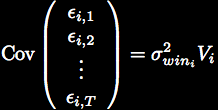 Cov ( ϵ_{i,1} ϵ_{i,2} ⋮ ϵ_{i,T} ) = σ²_{win_i} V_i